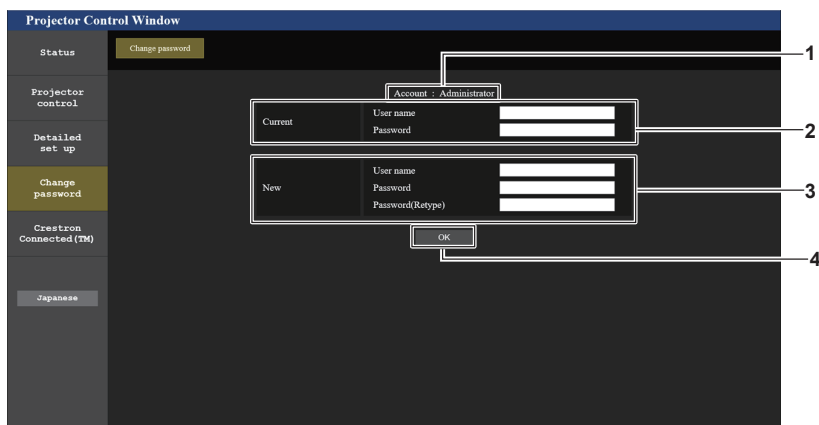 Projector Control Window
Status
Change password
1
Projector
control
Account : Administrator
Current
User name
Password
2
Detailed
set up
Change
password
New
User name
Password
Password(Retype)
3
Crestron
Connected(TM)
OK
4
Japanese